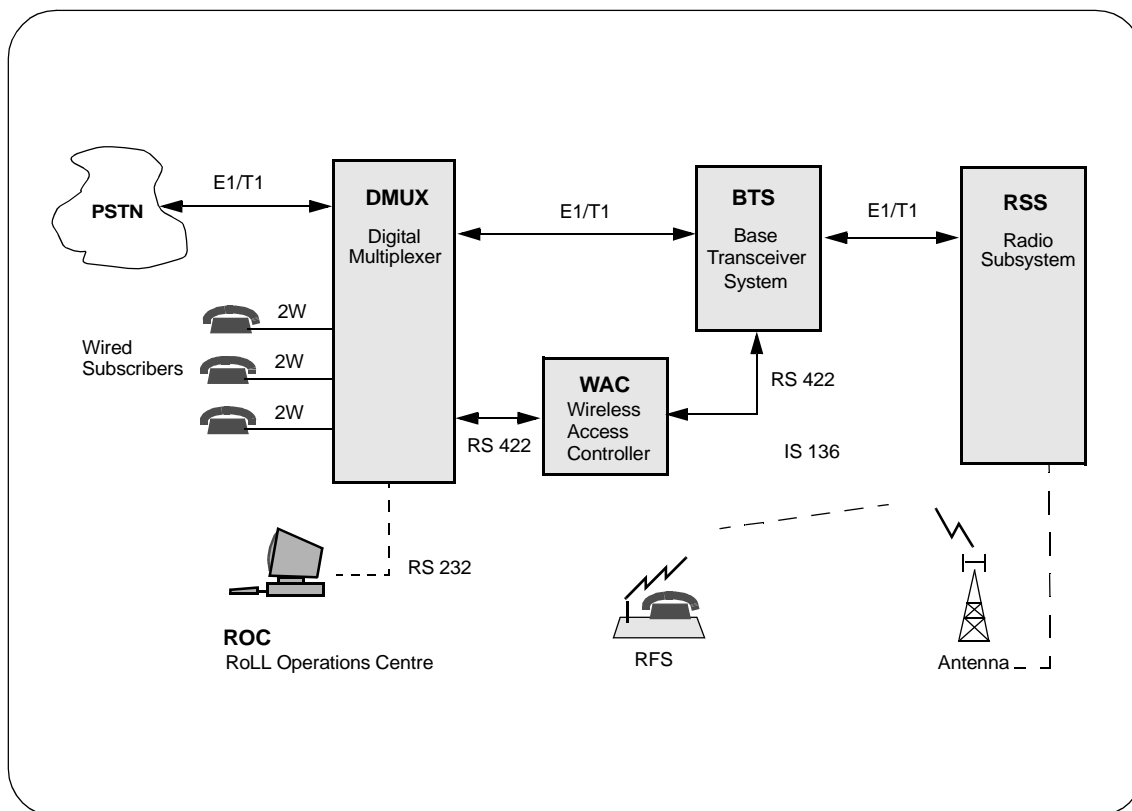 E1/T1
PSTN
DMUX
Digital
Multiplexer
E1/T1
BTS
Base
Transceiver
System
E1/T1
RSS
Radio
Subsystem
Wired
Subscribers
2W
2W
2W
WAC
Wireless
Access
Controller
RS 422
RS 422
IS 136
RS 232
ROC
RoLL Operations Centre
RFS
Antenna